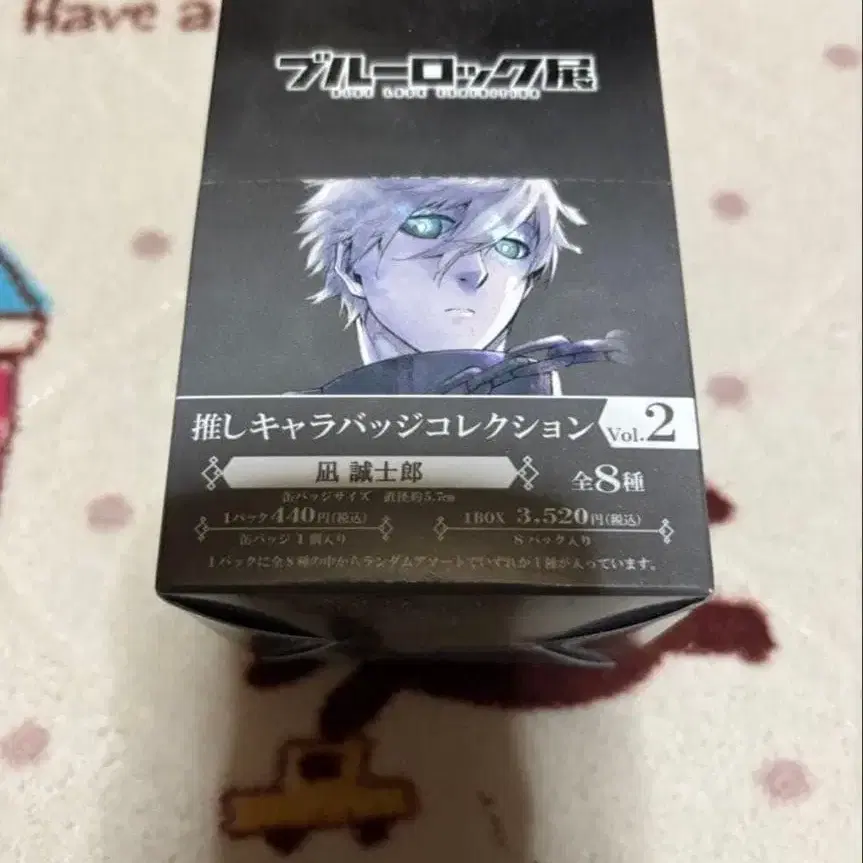 Have a
ブルーロック展
BLUE LOCK EXHIBITION
推しキャラバッジコレクション Vol.2
凪 誠士郎
全8種
缶バッジサイズ 直径約5.7cm
1パック440円(税込)
缶バッジ1個入り
1BOX 3,520円(税込)
8パック入り
1パックに全8種の中からランダムアソートでいずれか1種が入っています。